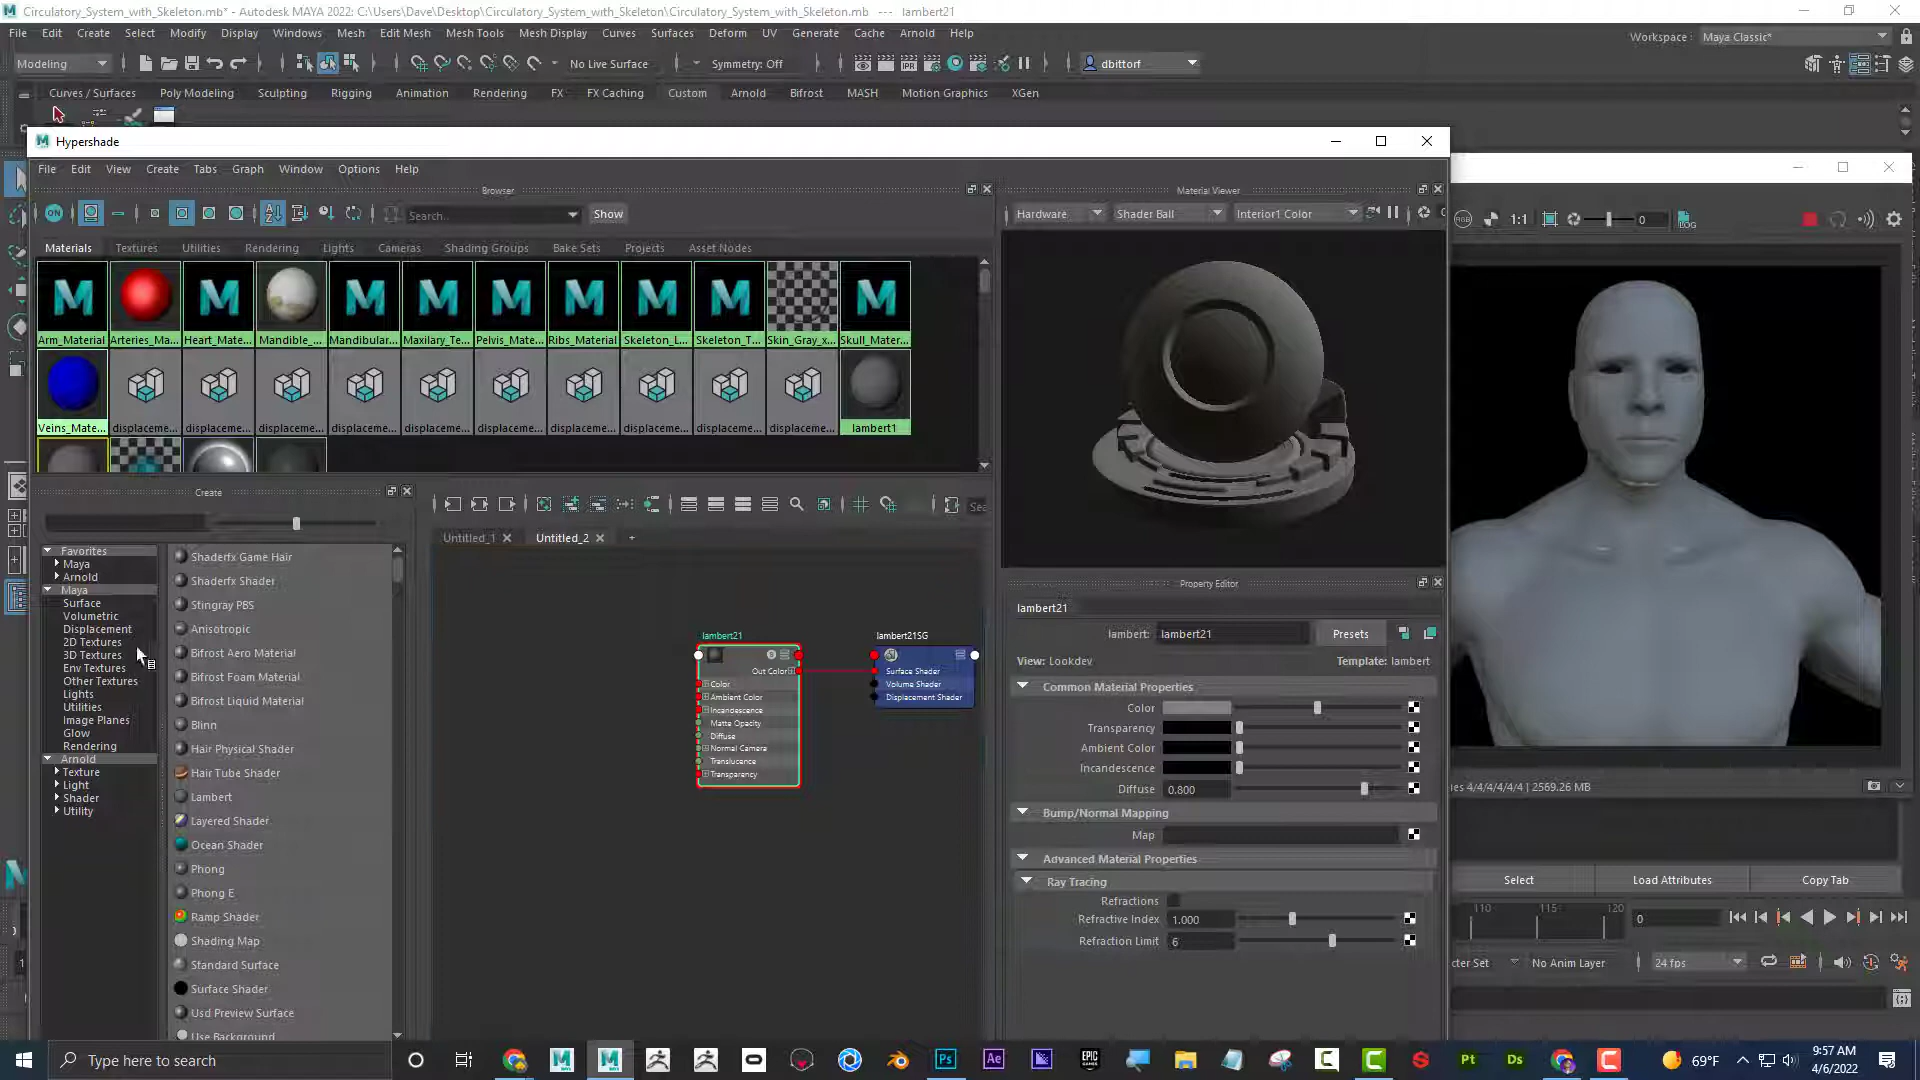 Circulatory_System_with_Skeleton.mb* - Autodesk MAYA 2022: C:\Users\Dave\Desktop\Circulatory_System_with_Skeleton\Circulatory_System_with_Skeleton.mb --- lambert21
File Edit Create Select Modify Display Windows Mesh Edit Mesh Mesh Tools Mesh Display Curves Surfaces Deform UV Generate Cache Arnold Help
Workspace: Maya Classic*
Modeling No Live Surface Symmetry: Off dbittorf
Curves / Surfaces Poly Modeling Sculpting Rigging Animation Rendering FX FX Caching Custom Arnold Bifrost MASH Motion Graphics XGen
Hypershade
File Edit View Create Tabs Graph Window Options Help
Browser
Material Viewer
Search... Show
Hardware Shader Ball Interior1 Color
1:1 0
Materials Textures Utilities Rendering Lights Cameras Shading Groups Bake Sets Projects Asset Nodes
Arm_Material Arteries_Ma... Heart_Mate... Mandible_... Mandibular... Maxilary_Te... Pelvis_Mate... Ribs_Material Skeleton_L... Skeleton_T... Skin_Gray_x... Skull_Mater...
Veins_Mate... displaceme... displaceme... displaceme... displaceme... displaceme... displaceme... displaceme... displaceme... displaceme... displaceme... lambert1
Create
Untitled_1 Untitled_2 +
Favorites
Maya
Arnold
Maya
Surface
Volumetric
Displacement
2D Textures
3D Textures
Env Textures
Other Textures
Lights
Utilities
Image Planes
Glow
Rendering
Arnold
Texture
Light
Shader
Utility
Shaderfx Game Hair
Shaderfx Shader
Stingray PBS
Anisotropic
Bifrost Aero Material
Bifrost Foam Material
Bifrost Liquid Material
Blinn
Hair Physical Shader
Hair Tube Shader
Lambert
Layered Shader
Ocean Shader
Phong
Phong E
Ramp Shader
Shading Map
Standard Surface
Surface Shader
Usd Preview Surface
Use Background
lambert21
Out Color
Color
Ambient Color
Incandescence
Matte Opacity
Diffuse
Normal Camera
Translucence
Transparency
lambert21SG
Surface Shader
Volume Shader
Displacement Shader
Property Editor
lambert21
lambert: lambert21 Presets
View: Lookdev Template: lambert
Common Material Properties
Color
Transparency
Ambient Color
Incandescence
Diffuse 0.800
Bump/Normal Mapping
Map
Advanced Material Properties
Ray Tracing
Refractions
Refractive Index 1.000
Refraction Limit 6
4/4/4/4/4/4 | 2569.26 MB
Select Load Attributes Copy Tab
110 115 120 0
No Anim Layer 24 fps
Type here to search
69°F
9:57 AM
4/6/2022